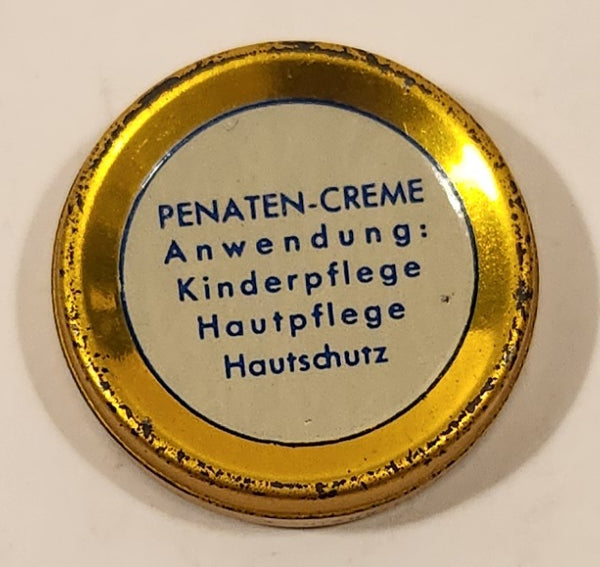 PENATEN-CREME
Anwendung:
Kinderpflege
Hautpflege
Hautschutz